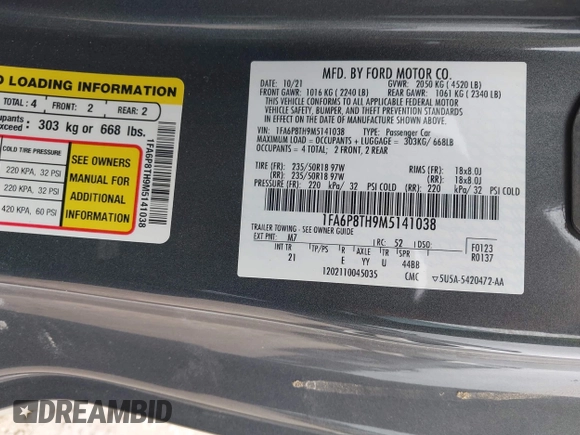 D LOADING INFORMATION
TOTAL: 4 FRONT: 2 REAR: 2
upants
exceed : 303 kg or 668 lbs.
COLD TIRE PRESSURE
220 KPA, 32 PSI
220 KPA, 32 PSI
420 KPA, 60 PSI
SEE OWNERS
MANUAL FOR
ADDITIONAL
INFORMATION
1FA6P8TH9M5141038
MFD. BY FORD MOTOR CO.
DATE: 10/21 GVWR: 2050 KG ( 4520 LB)
FRONT GAWR: 1016 KG ( 2240 LB) REAR GAWR: 1061 KG ( 2340 LB)
THIS VEHICLE CONFORMS TO ALL APPLICABLE FEDERAL MOTOR
VEHICLE SAFETY, BUMPER, AND THEFT PREVENTION STANDARDS
IN EFFECT ON THE DATE OF MANUFACTURE SHOWN ABOVE.
VIN: 1FA6P8TH9M5141038 TYPE: Passenger Car
MAXIMUM LOAD = OCCUPANTS + LUGGAGE = 303KG/ 668LB
OCCUPANTS = 4 TOTAL: 2 FRONT, 2 REAR
TIRE (FR): 235/50R18 97W RIMS (FR): 18x8.0J
(RR): 235/50R18 97W (RR): 18x8.0J
PRESSURE (FR): 220 kPa/ 32 PSI COLD (RR): 220 kPa/ 32 PSI COLD
1FA6P8TH9M5141038
TRAILER TOWING - SEE OWNER GUIDE
EXT PNT: M7 RC: 52 DSO: F0123
INT TR TP/PS R AXLE TR SPR R0137
21 E YY U 44BB
1202110045035 CMC ▽5U5A-5420472-AA
DREAMBID